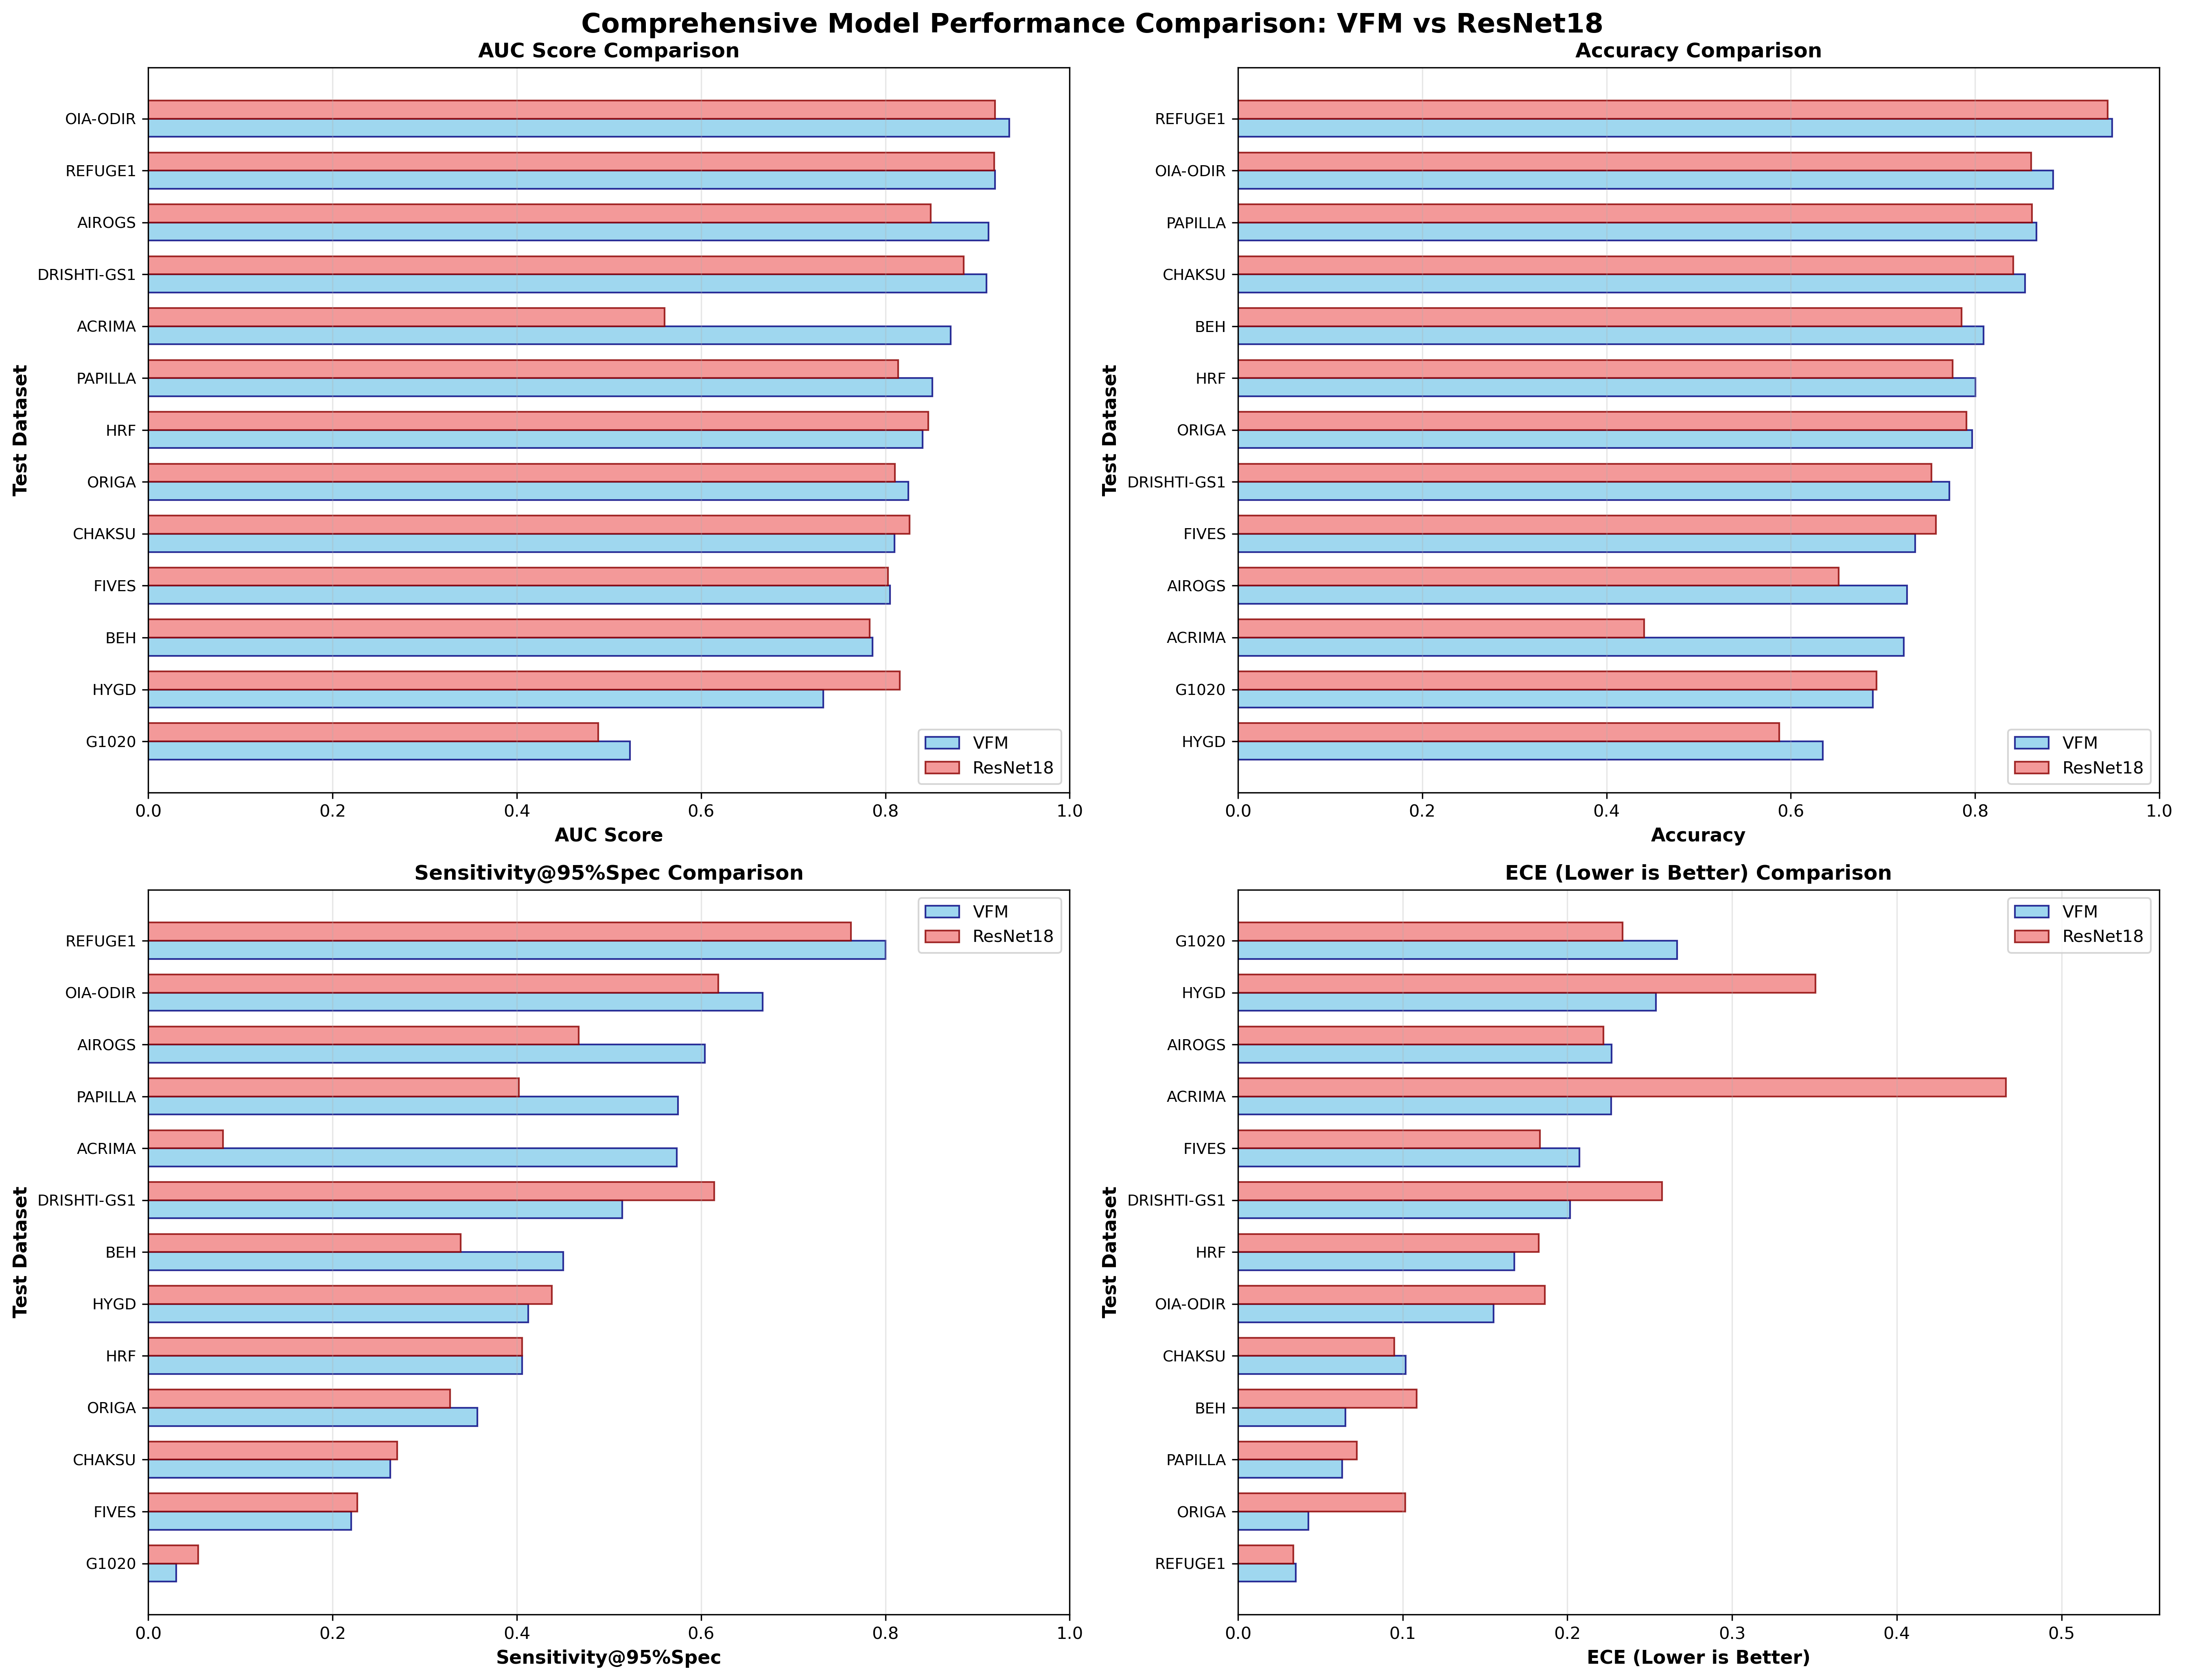 Comprehensive Model Performance Comparison: VFM vs ResNet18
AUC Score Comparison
Test Dataset
OIA-ODIR
REFUGE1
AIROGS
DRISHTI-GS1
ACRIMA
PAPILLA
HRF
ORIGA
CHAKSU
FIVES
BEH
HYGD
G1020
VFM
ResNet18
0.0 0.2 0.4 0.6 0.8 1.0
AUC Score
Accuracy Comparison
Test Dataset
REFUGE1
OIA-ODIR
PAPILLA
CHAKSU
BEH
HRF
ORIGA
DRISHTI-GS1
FIVES
AIROGS
ACRIMA
G1020
HYGD
VFM
ResNet18
0.0 0.2 0.4 0.6 0.8 1.0
Accuracy
Sensitivity@95%Spec Comparison
Test Dataset
VFM
ResNet18
REFUGE1
OIA-ODIR
AIROGS
PAPILLA
ACRIMA
DRISHTI-GS1
BEH
HYGD
HRF
ORIGA
CHAKSU
FIVES
G1020
0.0 0.2 0.4 0.6 0.8 1.0
Sensitivity@95%Spec
ECE (Lower is Better) Comparison
Test Dataset
VFM
ResNet18
G1020
HYGD
AIROGS
ACRIMA
FIVES
DRISHTI-GS1
HRF
OIA-ODIR
CHAKSU
BEH
PAPILLA
ORIGA
REFUGE1
0.0 0.1 0.2 0.3 0.4 0.5
ECE (Lower is Better)